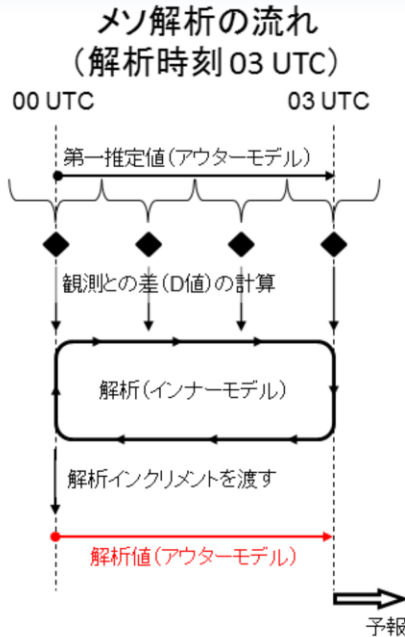 メソ解析の流れ
（解析時刻 03 UTC）
00 UTC
03 UTC
第一推定値（アウターモデル）
観測との差（D値）の計算
解析（インナーモデル）
解析インクリメントを渡す
解析値（アウターモデル）
予報